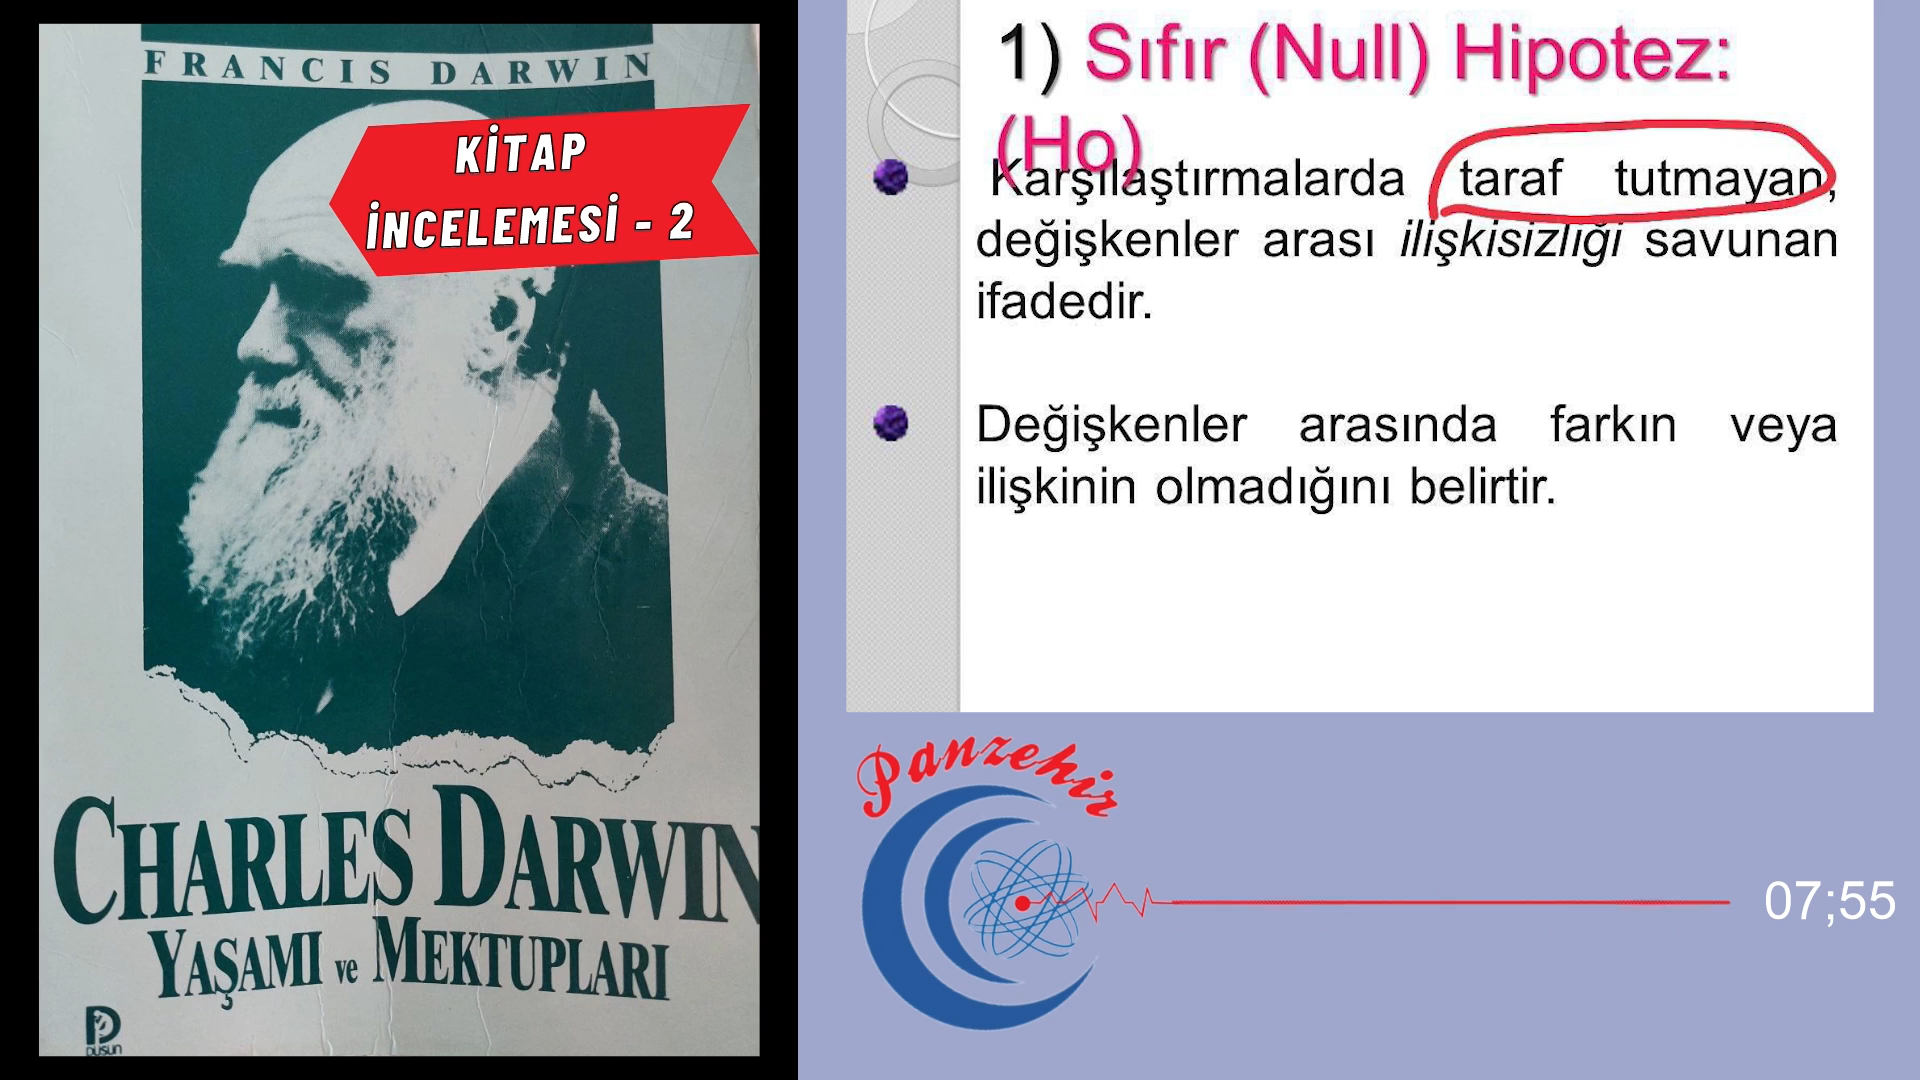 FRANCIS DARWIN
KİTAP
İNCELEMESİ - 2
CHARLES DARWIN
YAŞAMI ve MEKTUPLARI
DÜŞÜN
1) Sıfır (Null) Hipotez:
(Ho)
Karşılaştırmalarda taraf tutmayan,
değişkenler arası ilişkisizliği savunan
ifadedir.
Değişkenler arasında farkın veya
ilişkinin olmadığını belirtir.
Panzehir
07;55